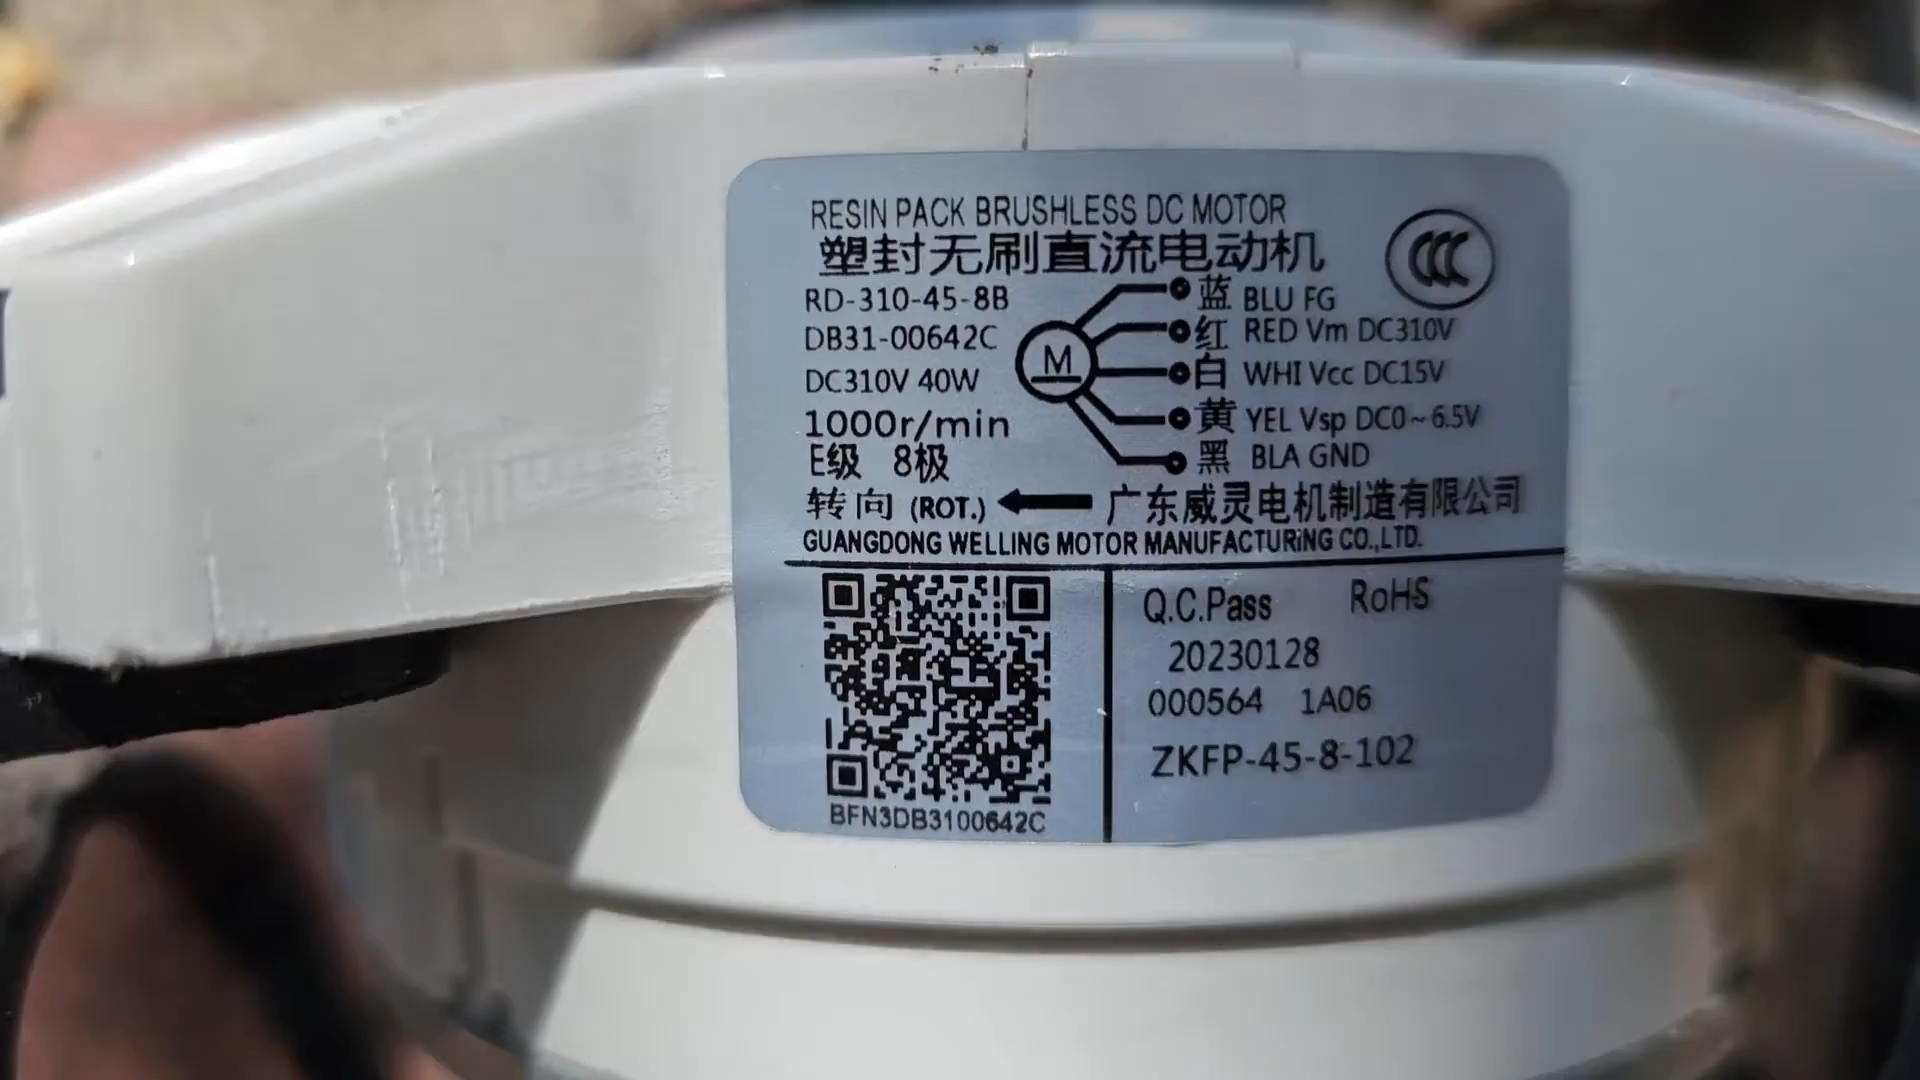 RESIN PACK BRUSHLESS DC MOTOR
塑封无刷直流电动机
CCC
RD-310-45-8B
DB31-00642C
DC310V 40W
1000r/min
E级 8极
M
蓝 BLU FG
红 RED Vm DC310V
白 WHI Vcc DC15V
黄 YEL Vsp DC0~6.5V
黑 BLA GND
转向 (ROT.) 广东威灵电机制造有限公司
GUANGDONG WELLING MOTOR MANUFACTURiNG CO.,LTD.
Q.C.Pass RoHS
20230128
000564 1A06
ZKFP-45-8-102
BFN3DB3100642C